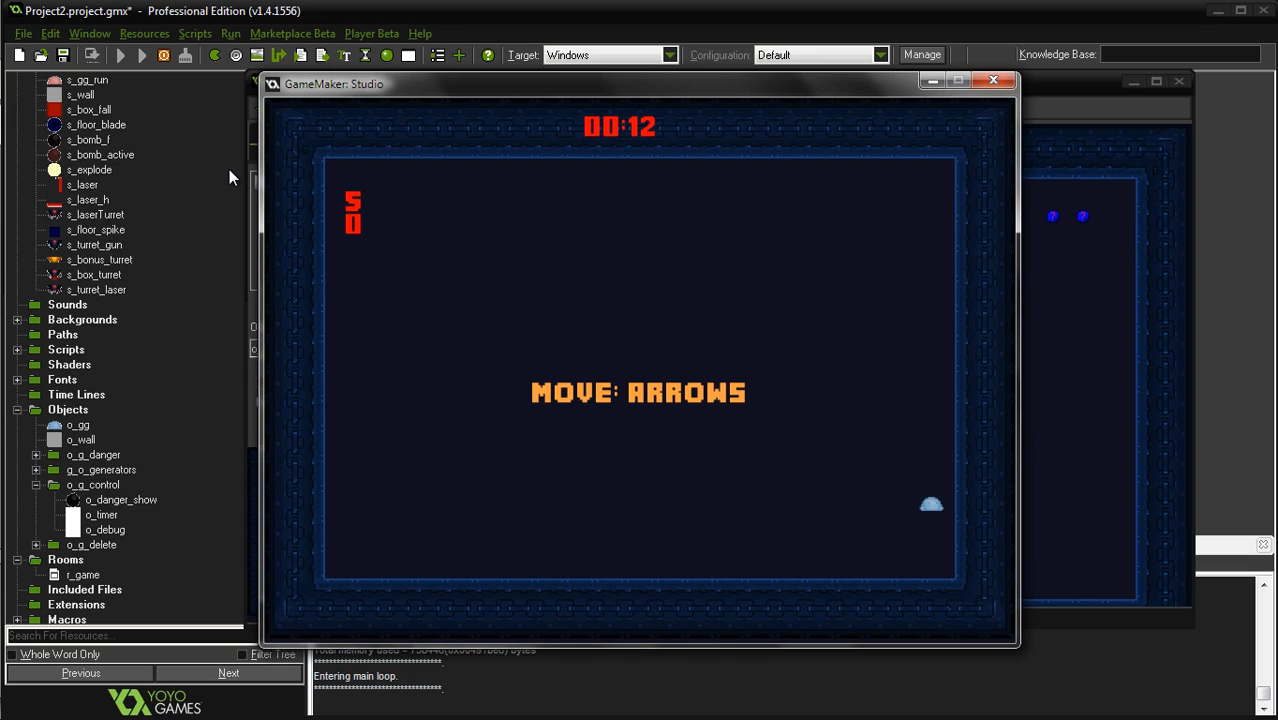 Project2.project.gmx* - Professional Edition (v1.4.1556)
File Edit Window Resources Scripts Run Marketplace Beta Player Beta Help
Target: Windows Configuration: Default Manage Knowledge Base:
GameMaker: Studio
s_gg_run
s_wall
s_box_fall
s_floor_blade
s_bomb_f
s_bomb_active
s_explode
s_laser
s_laser_h
s_laserTurret
s_floor_spike
s_turret_gun
s_bonus_turret
s_box_turret
s_turret_laser
Sounds
Backgrounds
Paths
Scripts
Shaders
Fonts
Time Lines
Objects
o_gg
o_wall
o_g_danger
g_o_generators
o_g_control
o_danger_show
o_timer
o_debug
o_g_delete
Rooms
r_game
Included Files
Extensions
Macros
Search For Resources...
Whole Word Only Filter Tree
Previous Next
YOYO
GAMES
00:12
5
0
MOVE: ARROWS
? ?
Entering main loop.